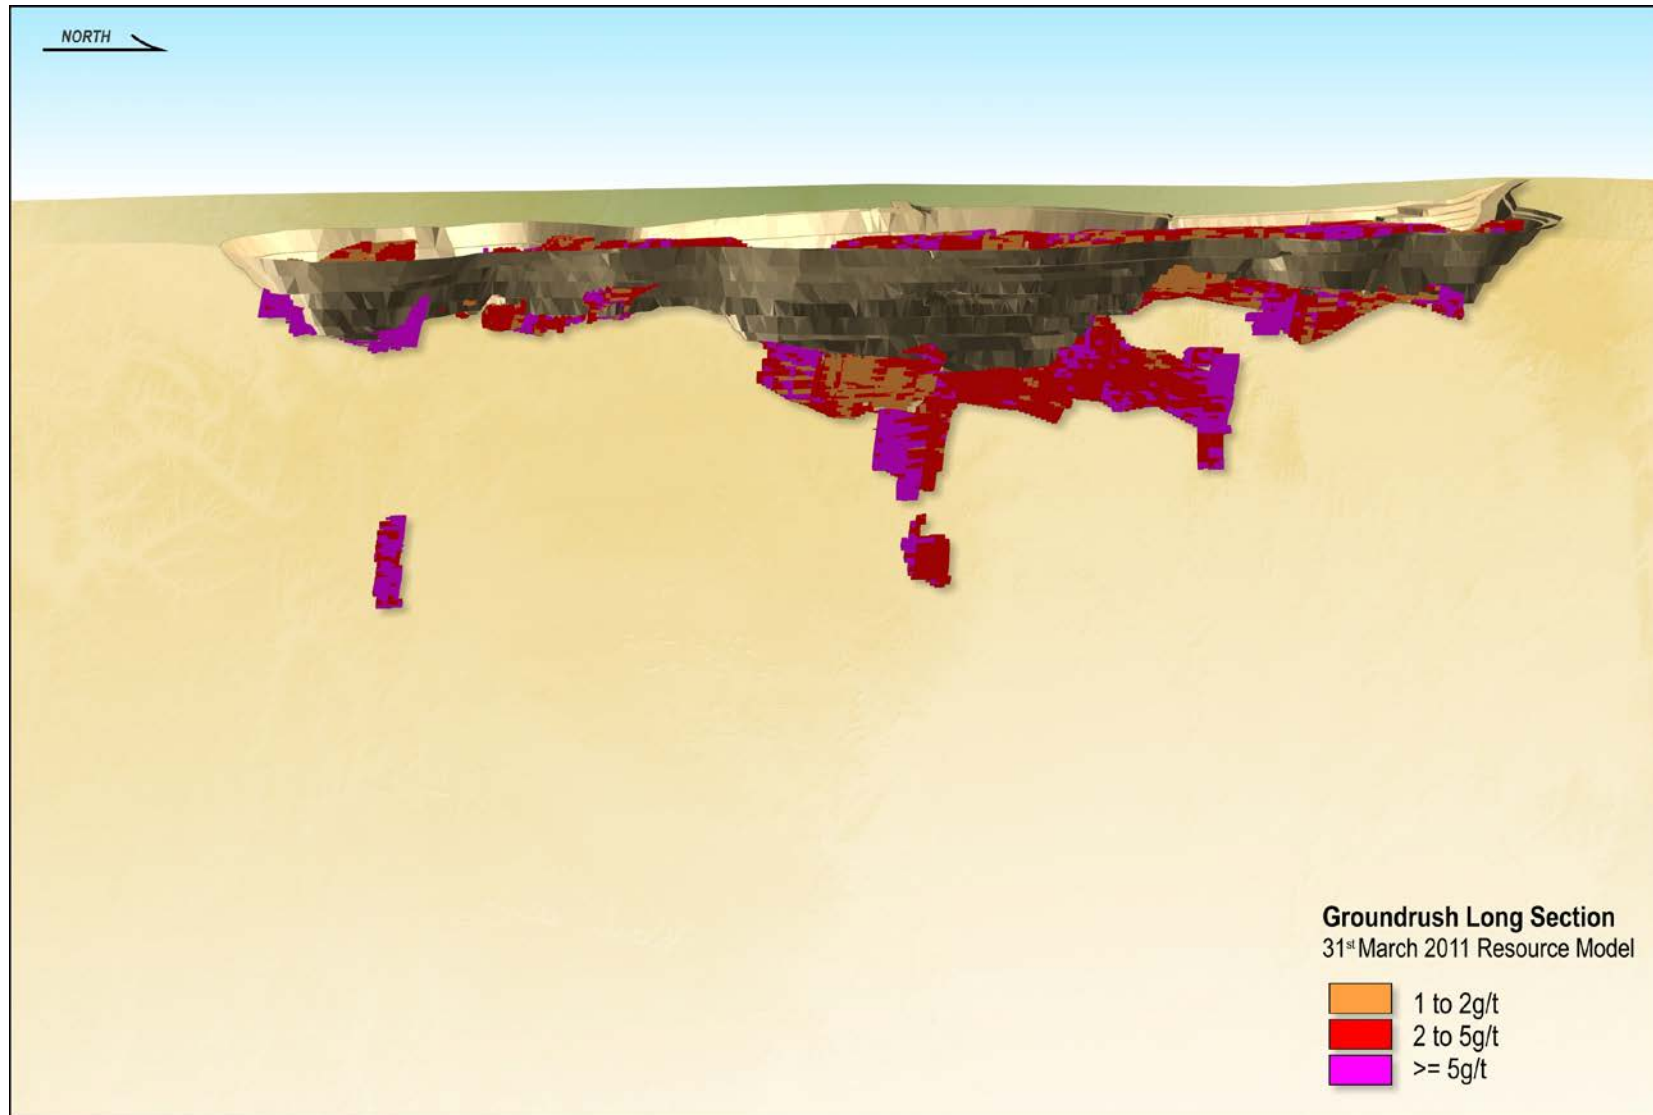 NORTH
Groundrush Long Section
31st March 2011 Resource Model
1 to 2g/t
2 to 5g/t
>= 5g/t